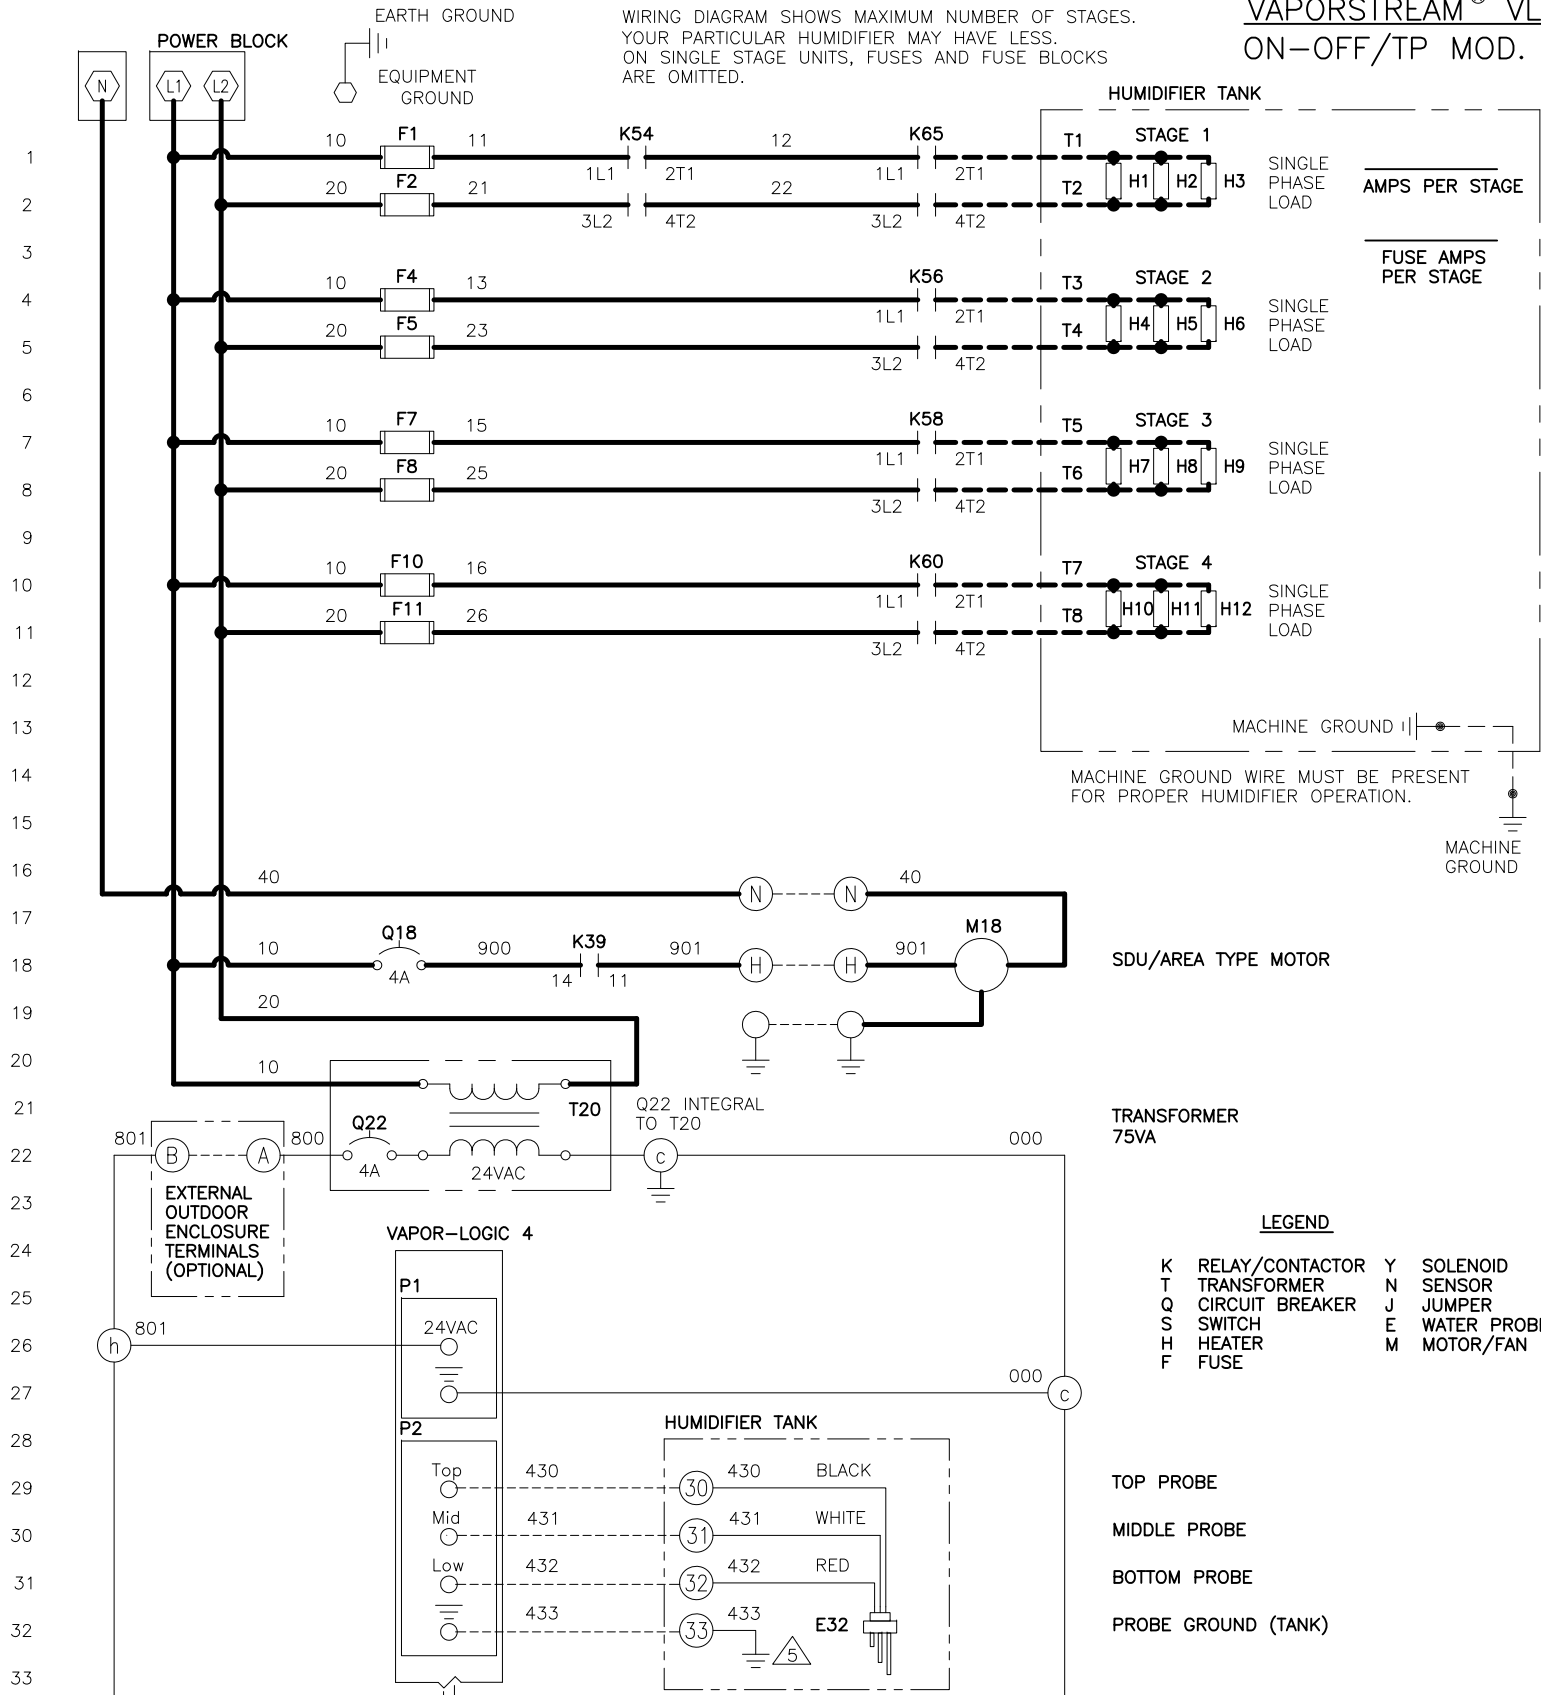 EARTH GROUND
WIRING DIAGRAM SHOWS MAXIMUM NUMBER OF STAGES.
YOUR PARTICULAR HUMIDIFIER MAY HAVE LESS.
ON SINGLE STAGE UNITS, FUSES AND FUSE BLOCKS
ARE OMITTED.
VAPORSTREAM® VL
ON-OFF/TP MOD.
POWER BLOCK
EQUIPMENT
GROUND
N L1 L2
HUMIDIFIER TANK
1 10 F1 11 K54 12 K65 T1 STAGE 1
1L1 2T1 1L1 2T1
H1 H2 H3
SINGLE
PHASE
LOAD
AMPS PER STAGE
2 20 F2 21 22 T2
3L2 4T2 3L2 4T2
3
FUSE AMPS
PER STAGE
4 10 F4 13 K56 T3 STAGE 2
1L1 2T1
H4 H5 H6
SINGLE
PHASE
LOAD
5 20 F5 23 T4
3L2 4T2
6
7 10 F7 15 K58 T5 STAGE 3
1L1 2T1
H7 H8 H9
SINGLE
PHASE
LOAD
8 20 F8 25 T6
3L2 4T2
9
10 10 F10 16 K60 T7 STAGE 4
1L1 2T1
H10 H11 H12
SINGLE
PHASE
LOAD
11 20 F11 26 T8
3L2 4T2
12
13 MACHINE GROUND
14
MACHINE GROUND WIRE MUST BE PRESENT
FOR PROPER HUMIDIFIER OPERATION.
15
MACHINE
GROUND
16
40 N N 40
17
18 10 Q18 900 K39 901 H H 901 M18 SDU/AREA TYPE MOTOR
4A 14 11
19 20
20
10
21 T20
Q22 INTEGRAL
TO T20
TRANSFORMER
75VA
22 801 B A 800 Q22 c 000
4A 24VAC
23
EXTERNAL
OUTDOOR
ENCLOSURE
TERMINALS
(OPTIONAL)
24 VAPOR-LOGIC 4
LEGEND
K RELAY/CONTACTOR Y SOLENOID
T TRANSFORMER N SENSOR
Q CIRCUIT BREAKER J JUMPER
S SWITCH E WATER PROBE
H HEATER M MOTOR/FAN
F FUSE
25 P1
26 h 801 24VAC
27 000 c
28 P2 HUMIDIFIER TANK
29 Top 430 30 430 BLACK TOP PROBE
30 Mid 431 31 431 WHITE MIDDLE PROBE
31 Low 432 32 432 RED BOTTOM PROBE
32 433 33 433 5 E32 PROBE GROUND (TANK)
33